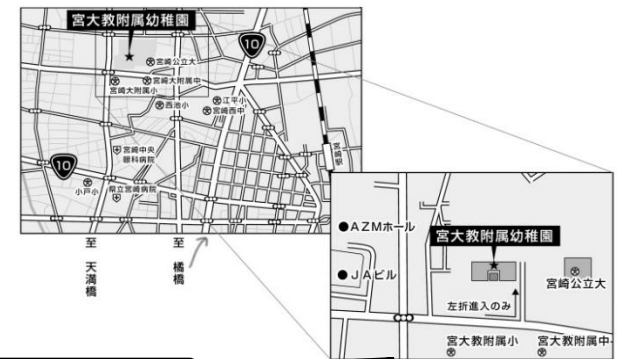 宮大教附属幼稚園
10
宮崎公立大
宮崎大附属中
宮崎大附属小
西池小
江平小
宮崎西中
宮崎中央
眼科病院
10
小戸小
県立宮崎病院
宮崎駅
至 天満橋
至 橘橋
AZMホール
宮大教附属幼稚園
JAビル
宮崎公立大
左折進入のみ
宮大教附属小
宮大教附属中